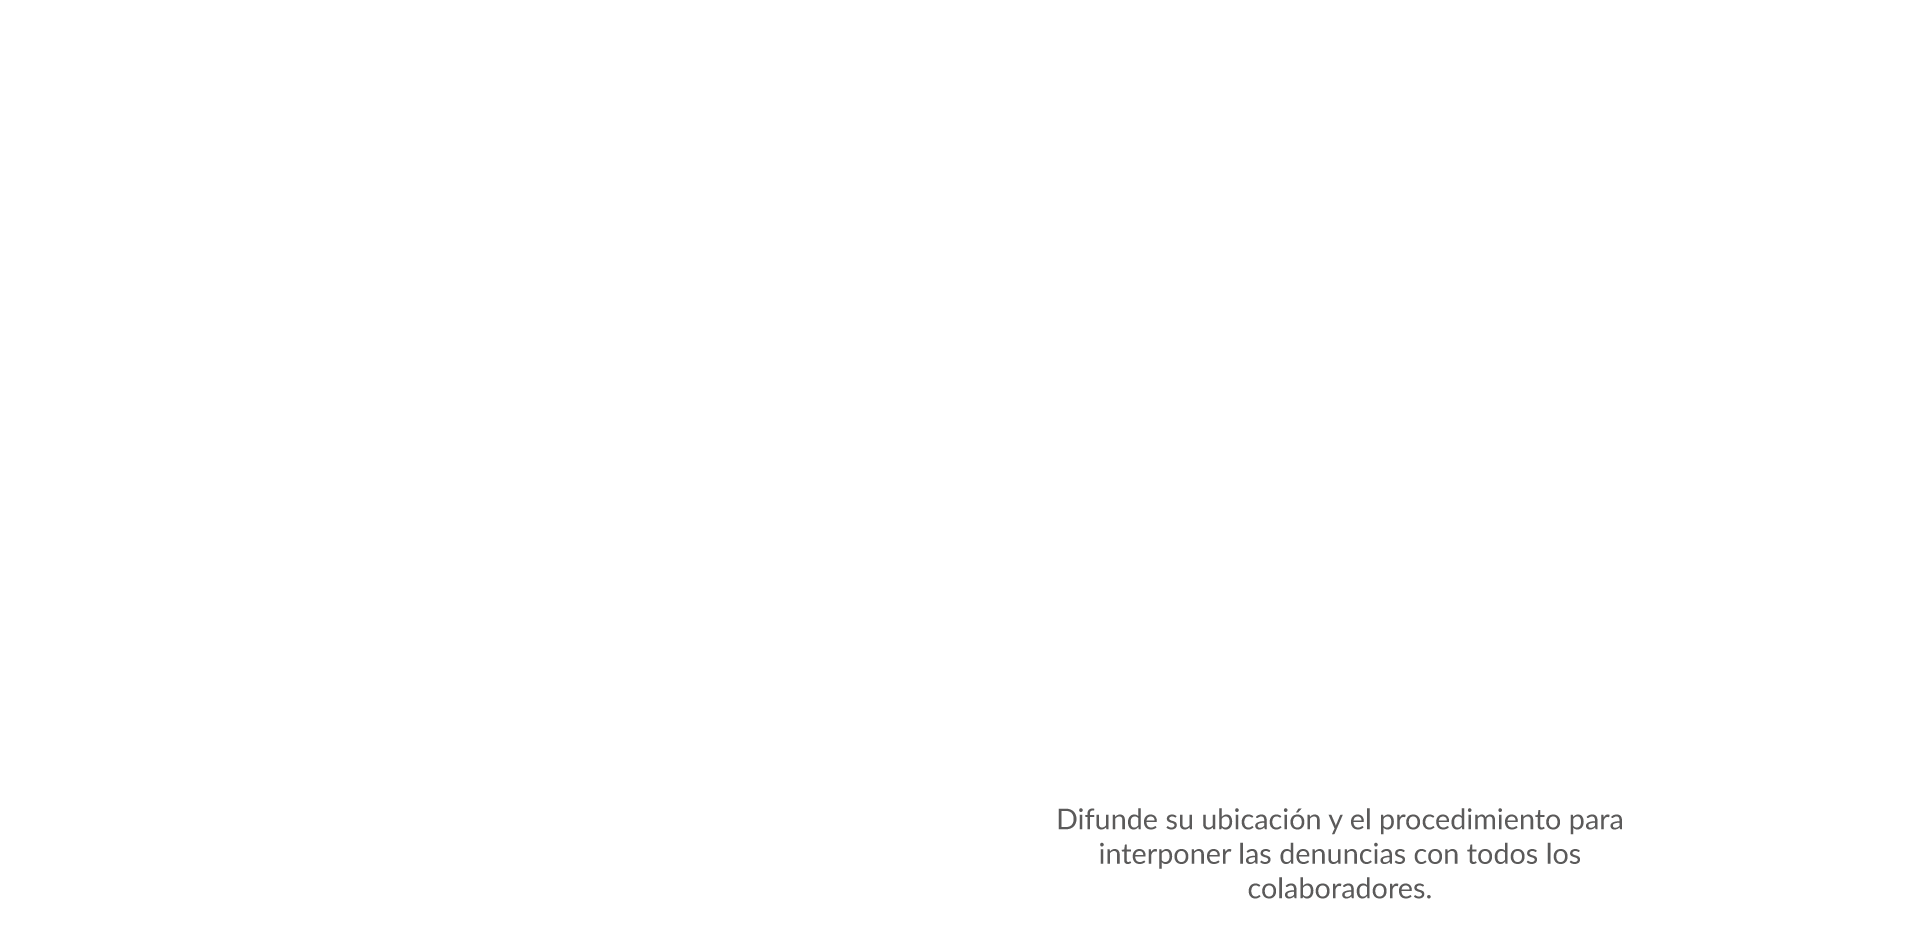 Difunde su ubicación y el procedimiento para
interponer las denuncias con todos los
colaboradores.